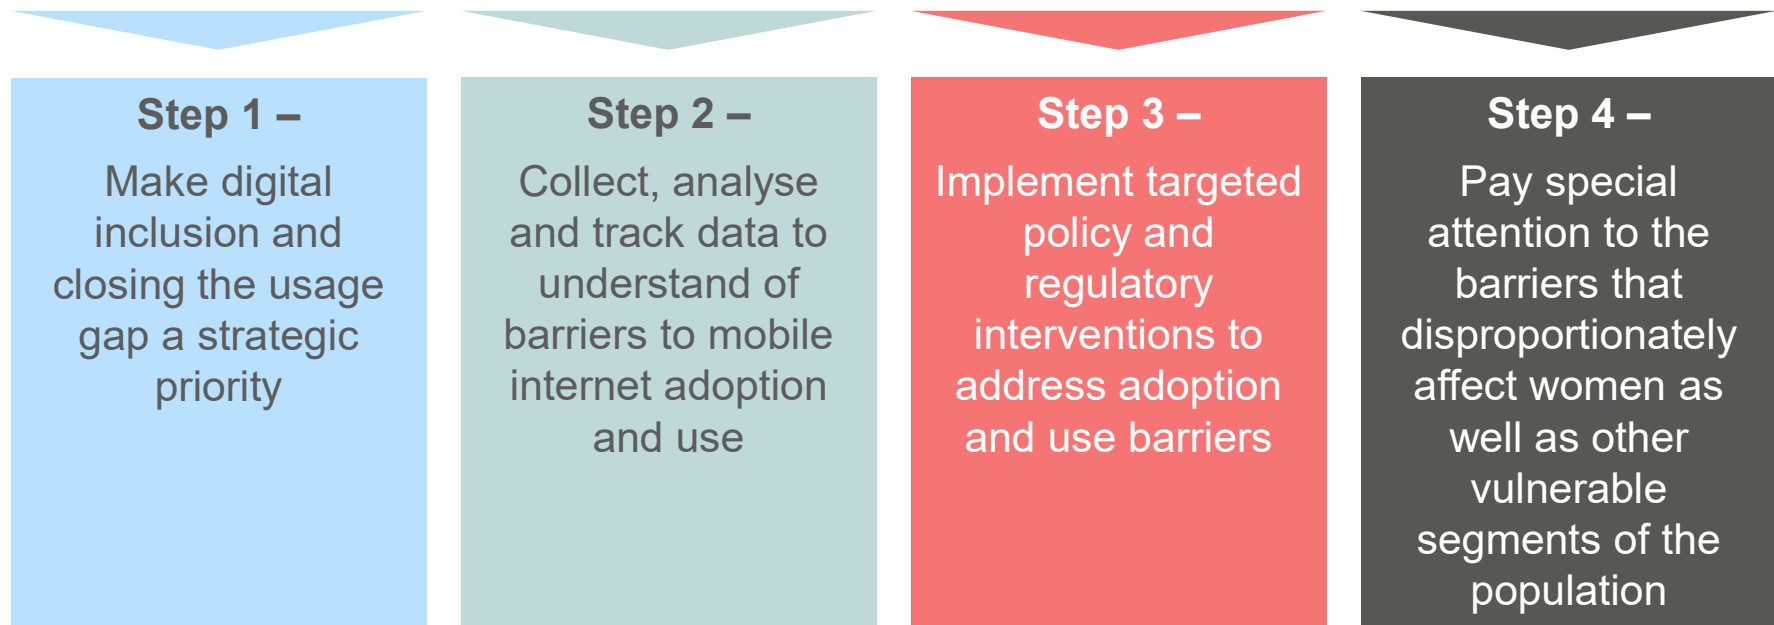 Step 1 –
Make digital
inclusion and
closing the usage
gap a strategic
priority
Step 2 –
Collect, analyse
and track data to
understand of
barriers to mobile
internet adoption
and use
Step 3 –
Implement targeted
policy and
regulatory
interventions to
address adoption
and use barriers
Step 4 –
Pay special
attention to the
barriers that
disproportionately
affect women as
well as other
vulnerable
segments of the
population